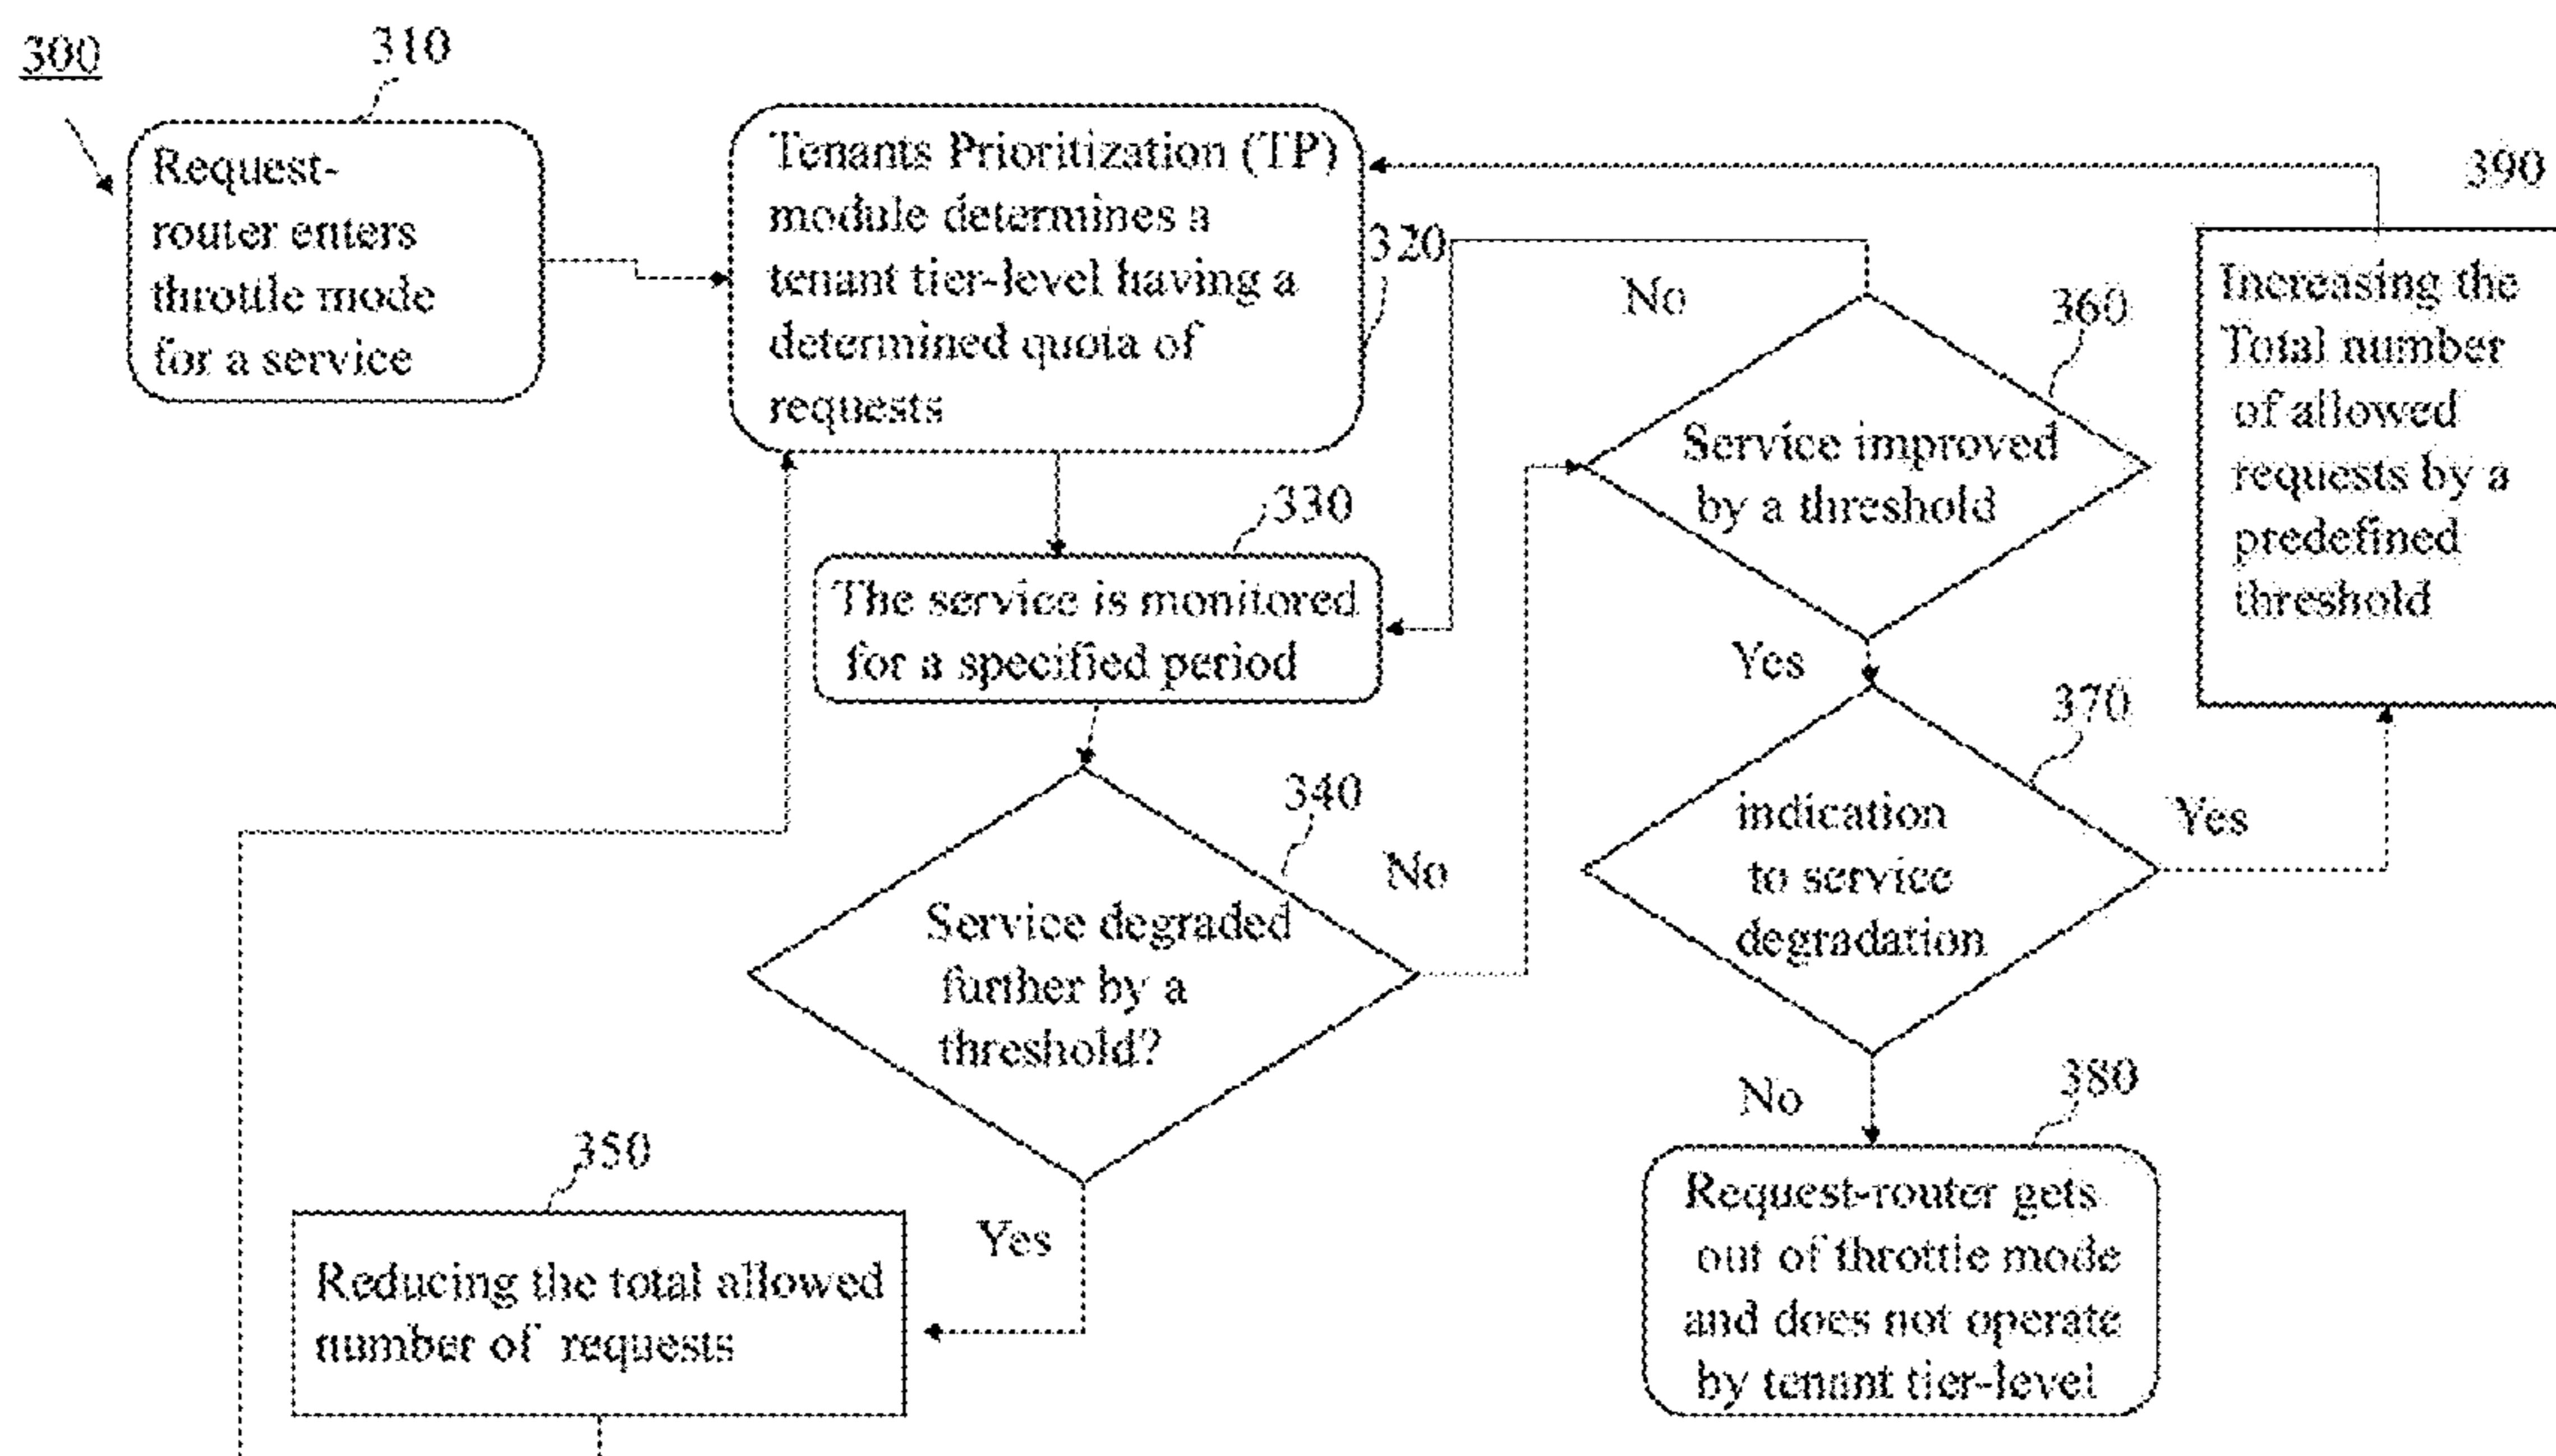 300
310
Request-
router enters
throttle mode
for a service
Tenants Prioritization (TP)
module determines a
tenant tier-level having a
determined quota of
requests
320
330
The service is monitored
for a specified period
340
Service degraded
further by a
threshold?
No
Yes
350
Reducing the total allowed
number of requests
360
Service improved
by a threshold
No
Yes
370
indication
to service
degradation
Yes
No
380
Request-router gets
out of throttle mode
and does not operate
by tenant tier-level
390
Increasing the
Total number
of allowed
requests by a
predefined
threshold